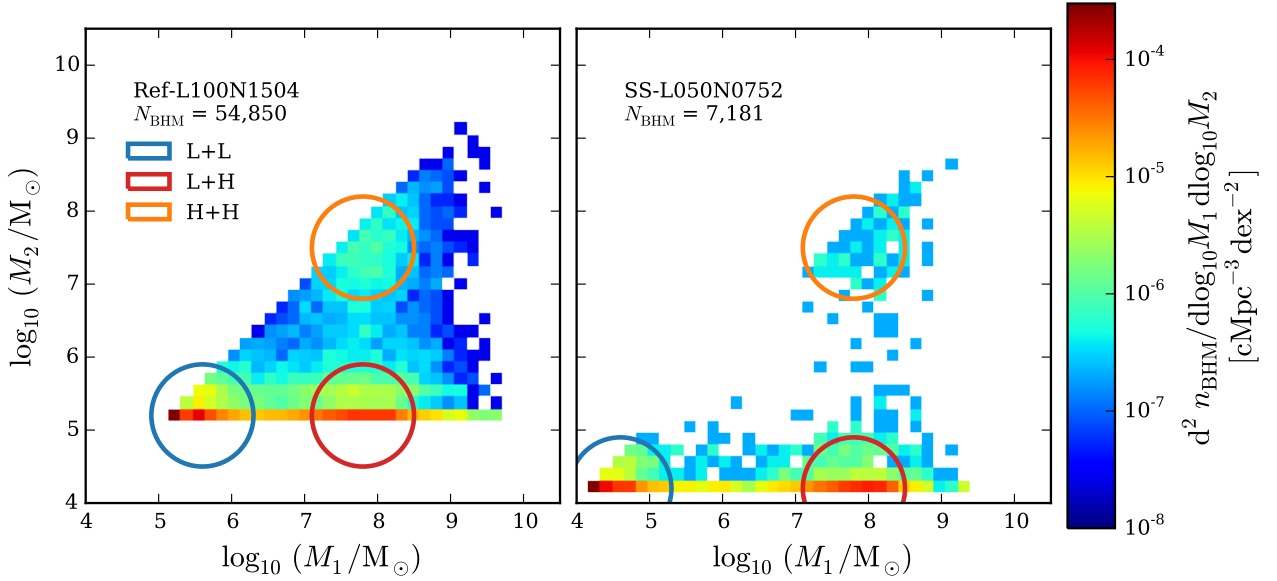 Ref-L100N1504
N_BHM = 54,850
L+L
L+H
H+H
SS-L050N0752
N_BHM = 7,181
10
9
8
7
6
5
4
4 5 6 7 8 9 10
5 6 7 8 9 10
4
log₁₀ (M₂/M⊙)
log₁₀ (M₁/M⊙)
log₁₀ (M₁/M⊙)
10⁻⁴
10⁻⁵
10⁻⁶
10⁻⁷
10⁻⁸
d² n_BHM/dlog₁₀M₁ dlog₁₀M₂
[cMpc⁻³ dex⁻²]